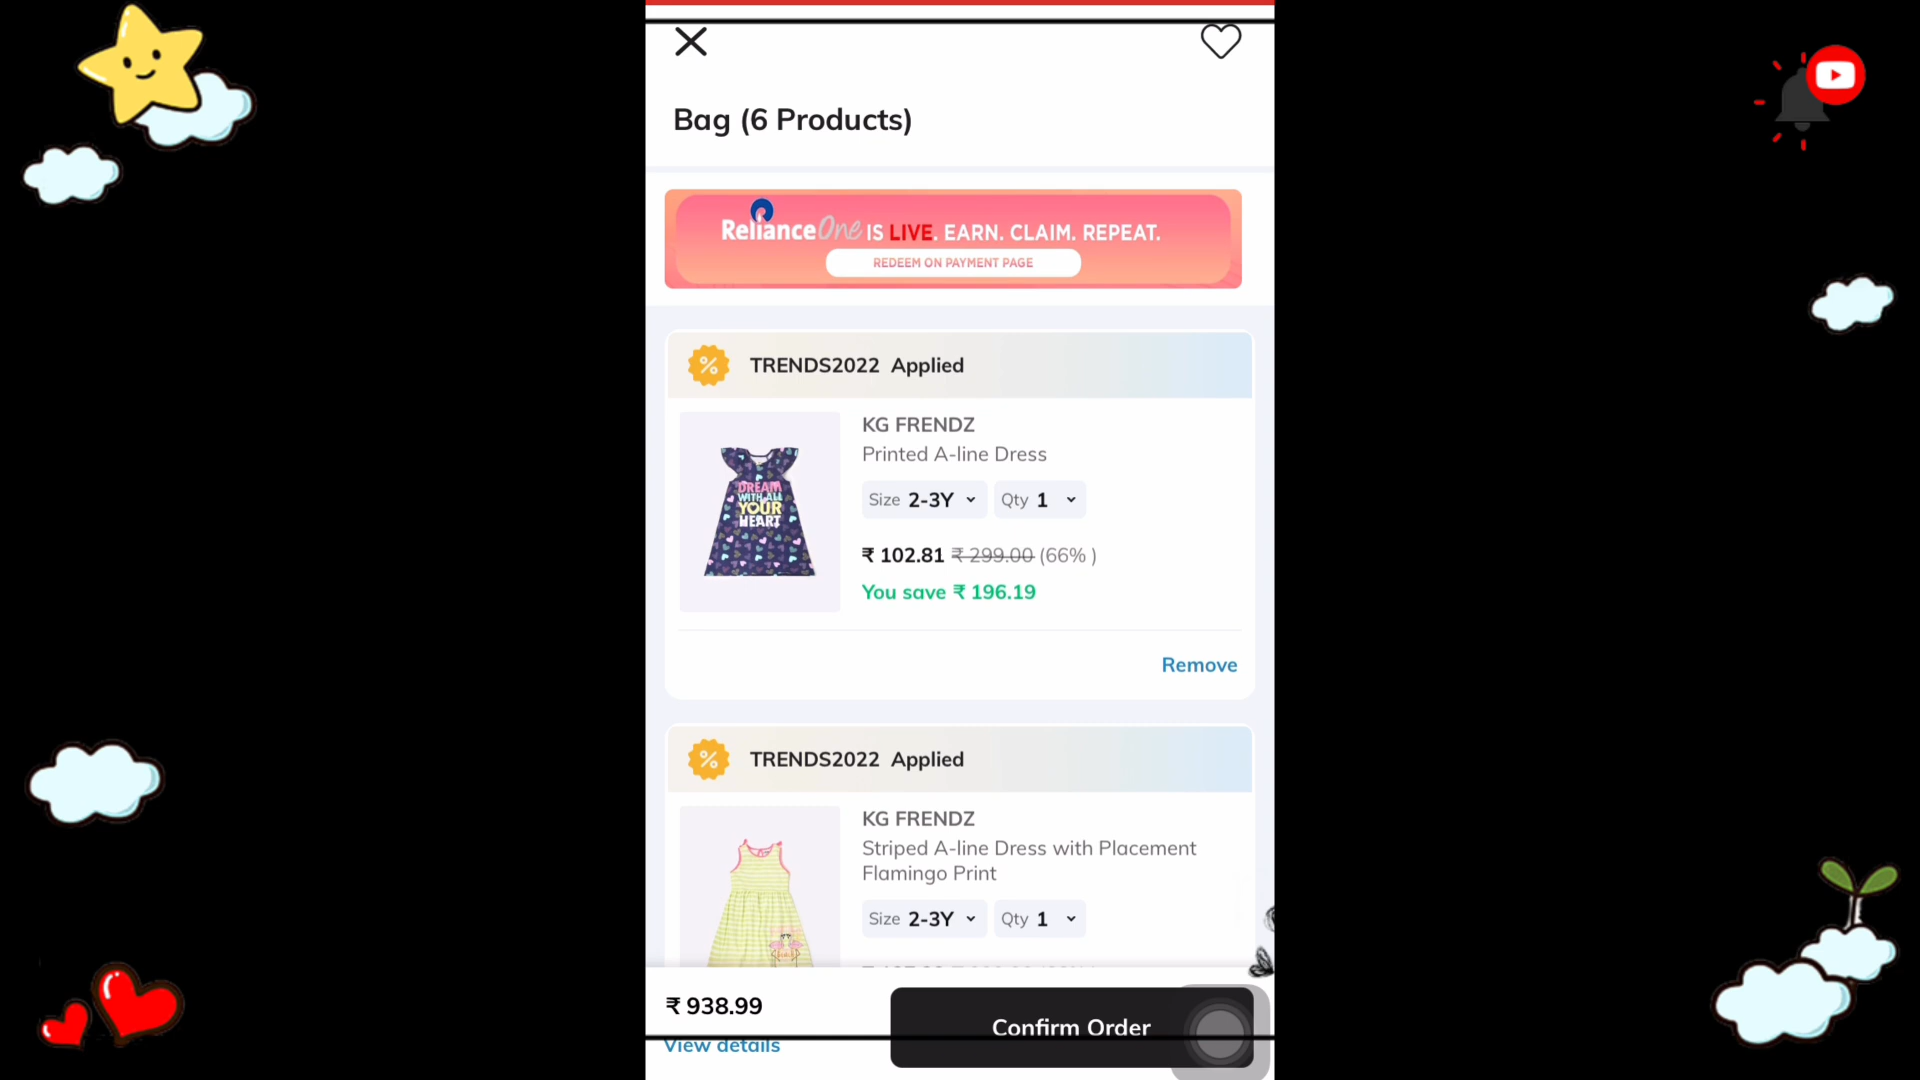 Bag (6 Products)
RelianceOne IS LIVE. EARN. CLAIM. REPEAT.
REDEEM ON PAYMENT PAGE
TRENDS2022 Applied
KG FRENDZ
Printed A-line Dress
Size 2-3Y Qty 1
₹ 102.81 ₹ 299.00 (66% )
You save ₹ 196.19
DREAM
WITH ALL
YOUR
HEART
Remove
TRENDS2022 Applied
KG FRENDZ
Striped A-line Dress with Placement
Flamingo Print
Size 2-3Y Qty 1
₹ 938.99
View details
Confirm Order